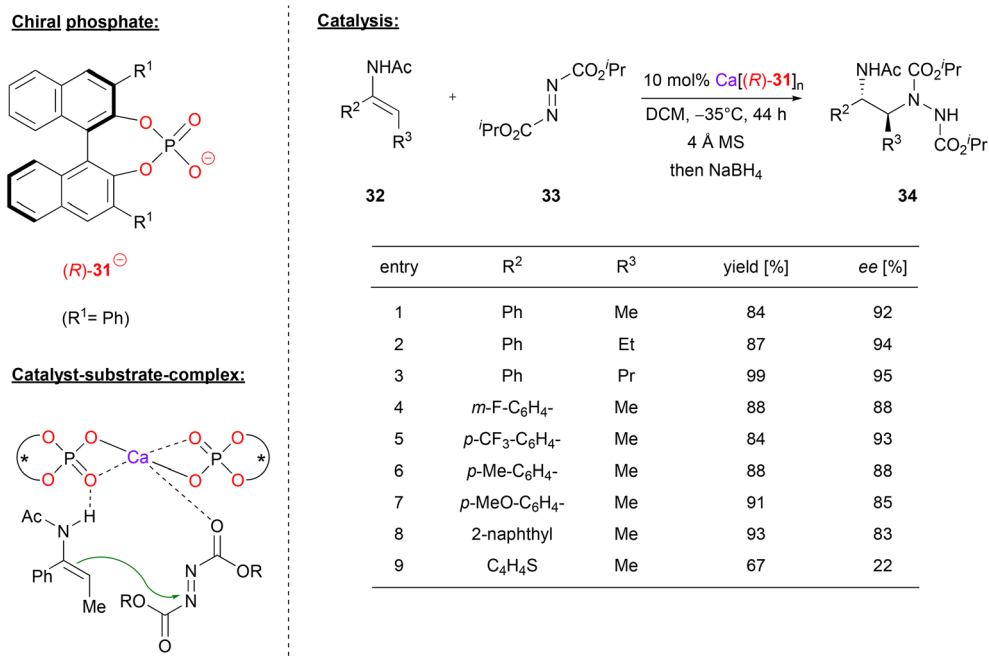 Chiral phosphate:
R¹
O
O
P
O
⊖
O
R¹
(R)-31⊖
(R¹= Ph)
Catalyst-substrate-complex:
*
O
O
P
O
O
Ca
O
O
P
O
O
*
Ac
H
N
O
Ph
N
OR
Me
RO
N
O
Catalysis:
NHAc
R²
R³
32
+
CO₂ⁱPr
N
N
ⁱPrO₂C
33
10 mol% Ca[(R)-31]ₙ
DCM, −35°C, 44 h
4 Å MS
then NaBH₄
CO₂ⁱPr
NHAc
N
R²
NH
R³
CO₂ⁱPr
34
entry R² R³ yield [%] ee [%]
1 Ph Me 84 92
2 Ph Et 87 94
3 Ph Pr 99 95
4 m-F-C₆H₄- Me 88 88
5 p-CF₃-C₆H₄- Me 84 93
6 p-Me-C₆H₄- Me 88 88
7 p-MeO-C₆H₄- Me 91 85
8 2-naphthyl Me 93 83
9 C₄H₄S Me 67 22